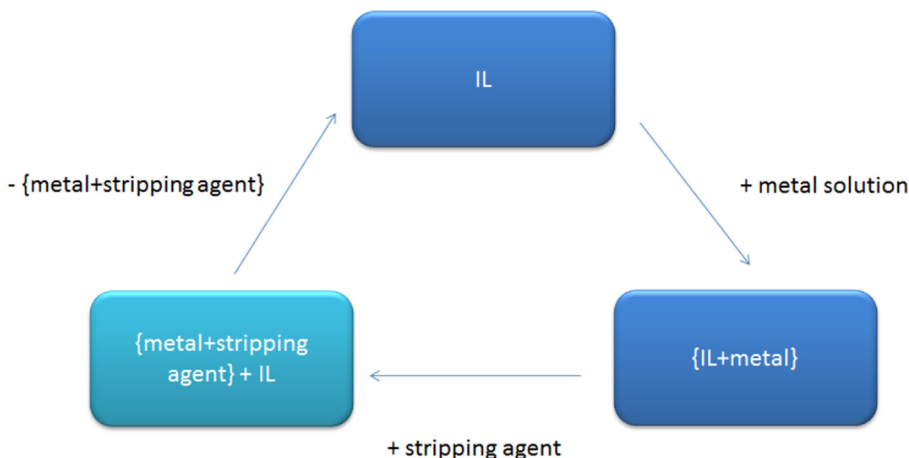 IL
- {metal+stripping agent}
+ metal solution
{metal+stripping
agent} + IL
{IL+metal}
+ stripping agent